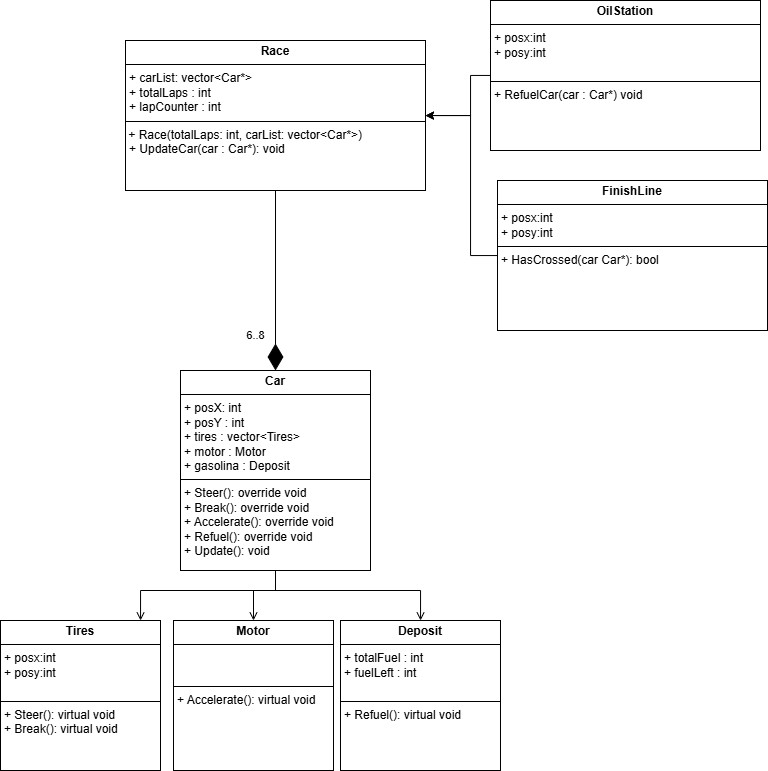 OilStation
+ posx:int
+ posy:int
+ RefuelCar(car : Car*) void
Race
+ carList: vector<Car*>
+ totalLaps : int
+ lapCounter : int
+ Race(totalLaps: int, carList: vector<Car*>)
+ UpdateCar(car : Car*): void
FinishLine
+ posx:int
+ posy:int
+ HasCrossed(car Car*): bool
6..8
Car
+ posX: int
+ posY : int
+ tires : vector<Tires>
+ motor : Motor
+ gasolina : Deposit
+ Steer(): override void
+ Break(): override void
+ Accelerate(): override void
+ Refuel(): override void
+ Update(): void
Tires
+ posx:int
+ posy:int
+ Steer(): virtual void
+ Break(): virtual void
Motor
+ Accelerate(): virtual void
Deposit
+ totalFuel : int
+ fuelLeft : int
+ Refuel(): virtual void